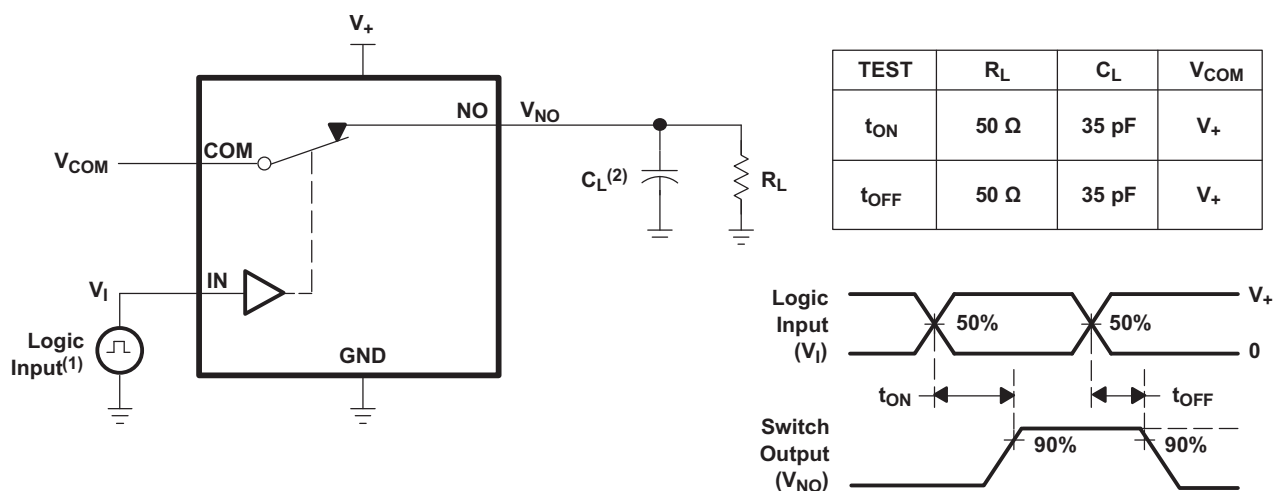 V+
NO
VNO
COM
VCOM
CL(2)
RL
IN
VI
Logic
Input(1)
GND
TEST RL CL VCOM
tON 50 Ω 35 pF V+
tOFF 50 Ω 35 pF V+
Logic
Input
(VI)
50%
50%
V+
0
tON
tOFF
Switch
Output
(VNO)
90%
90%